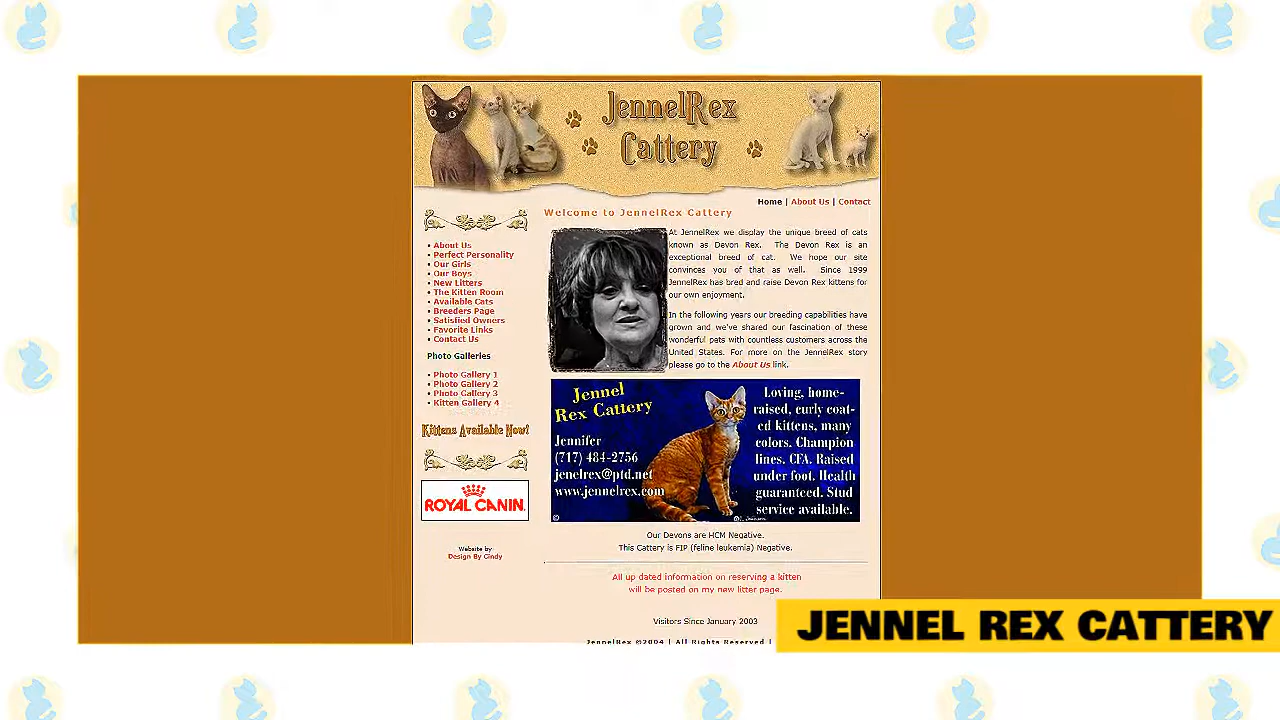 JennelRex
Cattery
Home | About Us | Contact
Welcome to JennelRex Cattery
• About Us
• Perfect Personality
• Our Girls
• Our Boys
• New Litters
• The Kitten Room
• Available Cats
• Breeders Page
• Satisfied Owners
• Favorite Links
• Contact Us
Photo Galleries
• Photo Gallery 1
• Photo Gallery 2
• Photo Gallery 3
• Kitten Gallery 4
Kittens Available Now!
ROYAL CANIN
Website by
Design By Cindy
At JennelRex we display the unique breed of cats
known as Devon Rex. The Devon Rex is an
exceptional breed of cat. We hope our site
convinces you of that as well. Since 1999
JennelRex has bred and raise Devon Rex kittens for
our own enjoyment.
In the following years our breeding capabilities have
grown and we've shared our fascination of these
wonderful pets with countless customers across the
United States. For more on the JennelRex story
please go to the About Us link.
Jennel
Rex Cattery
Jennifer
(717) 484-2756
jenelrex@ptd.net
www.jennelrex.com
Loving, home-
raised, curly coat-
ed kittens, many
colors. Champion
lines. CFA. Raised
under foot. Health
guaranteed. Stud
service available.
Our Devons are HCM Negative.
This Cattery is FIP (feline leukemia) Negative.
All up dated information on reserving a kitten
will be posted on my new litter page.
Visitors Since January 2003
JennelRex ©2004 | All Rights Reserved |
JENNEL REX CATTERY